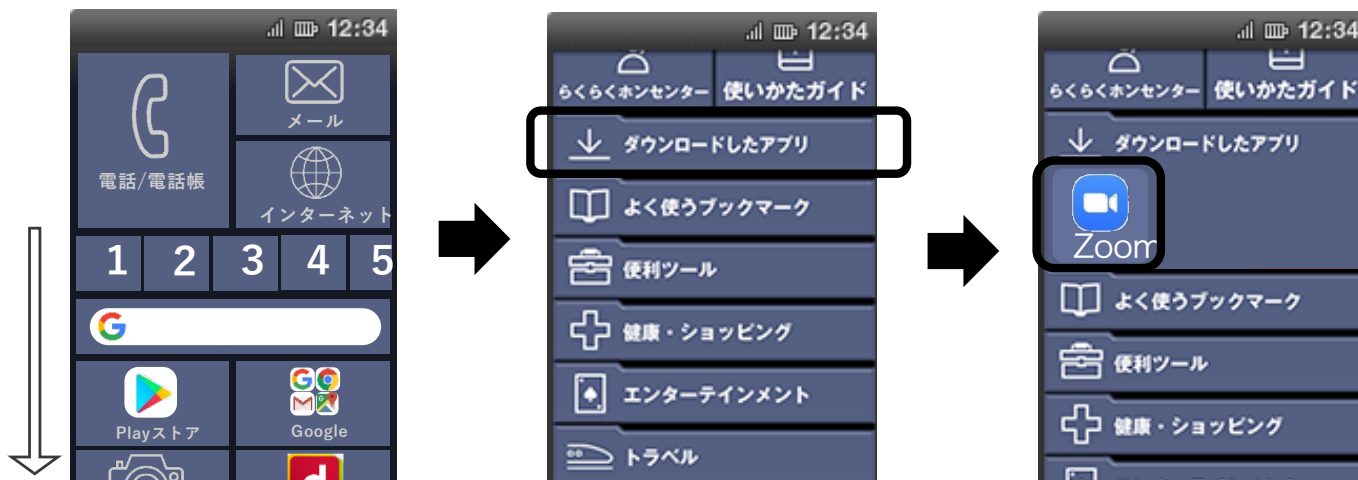 12:34
電話/電話帳
メール
インターネット
1 2 3 4 5
G
Playストア
Google
d
12:34
らくらくホンセンター 使いかたガイド
ダウンロードしたアプリ
よく使うブックマーク
便利ツール
健康・ショッピング
エンターテインメント
トラベル
12:34
らくらくホンセンター 使いかたガイド
ダウンロードしたアプリ
Zoom
よく使うブックマーク
便利ツール
健康・ショッピング